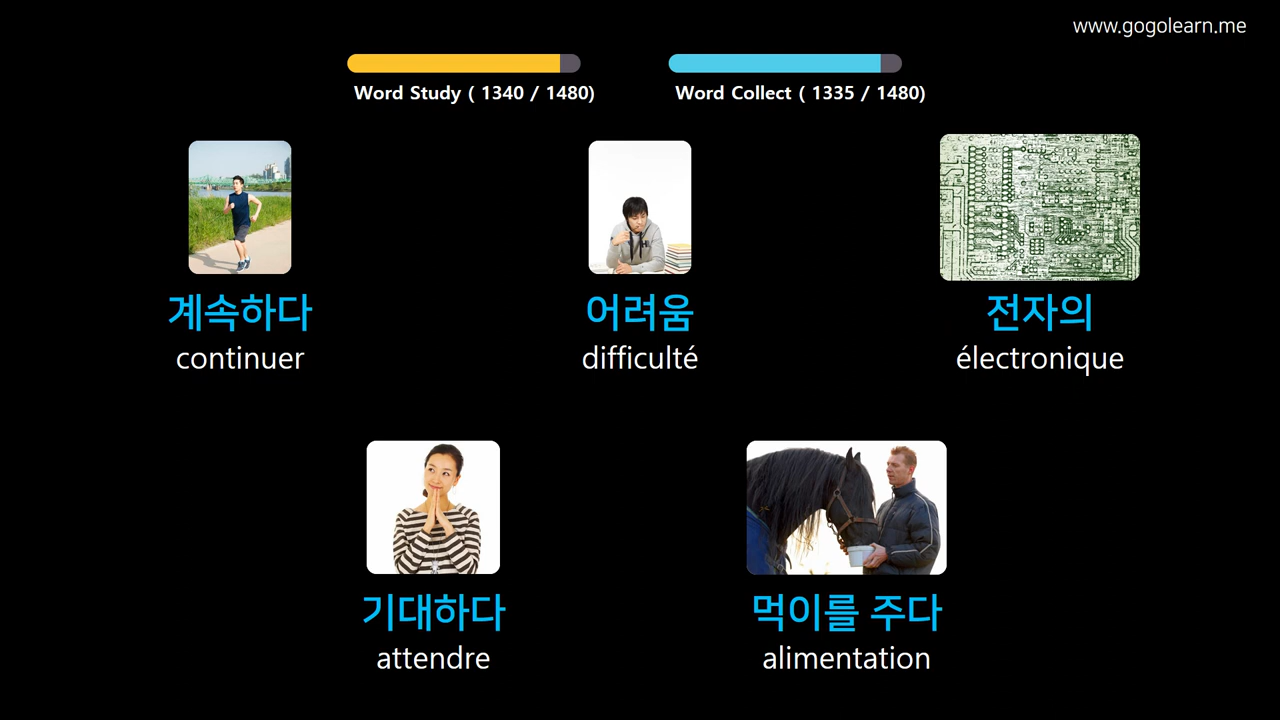 www.gogolearn.me
Word Study ( 1340 / 1480)
Word Collect ( 1335 / 1480)
계속하다
continuer
어려움
difficulté
전자의
électronique
기대하다
attendre
먹이를 주다
alimentation